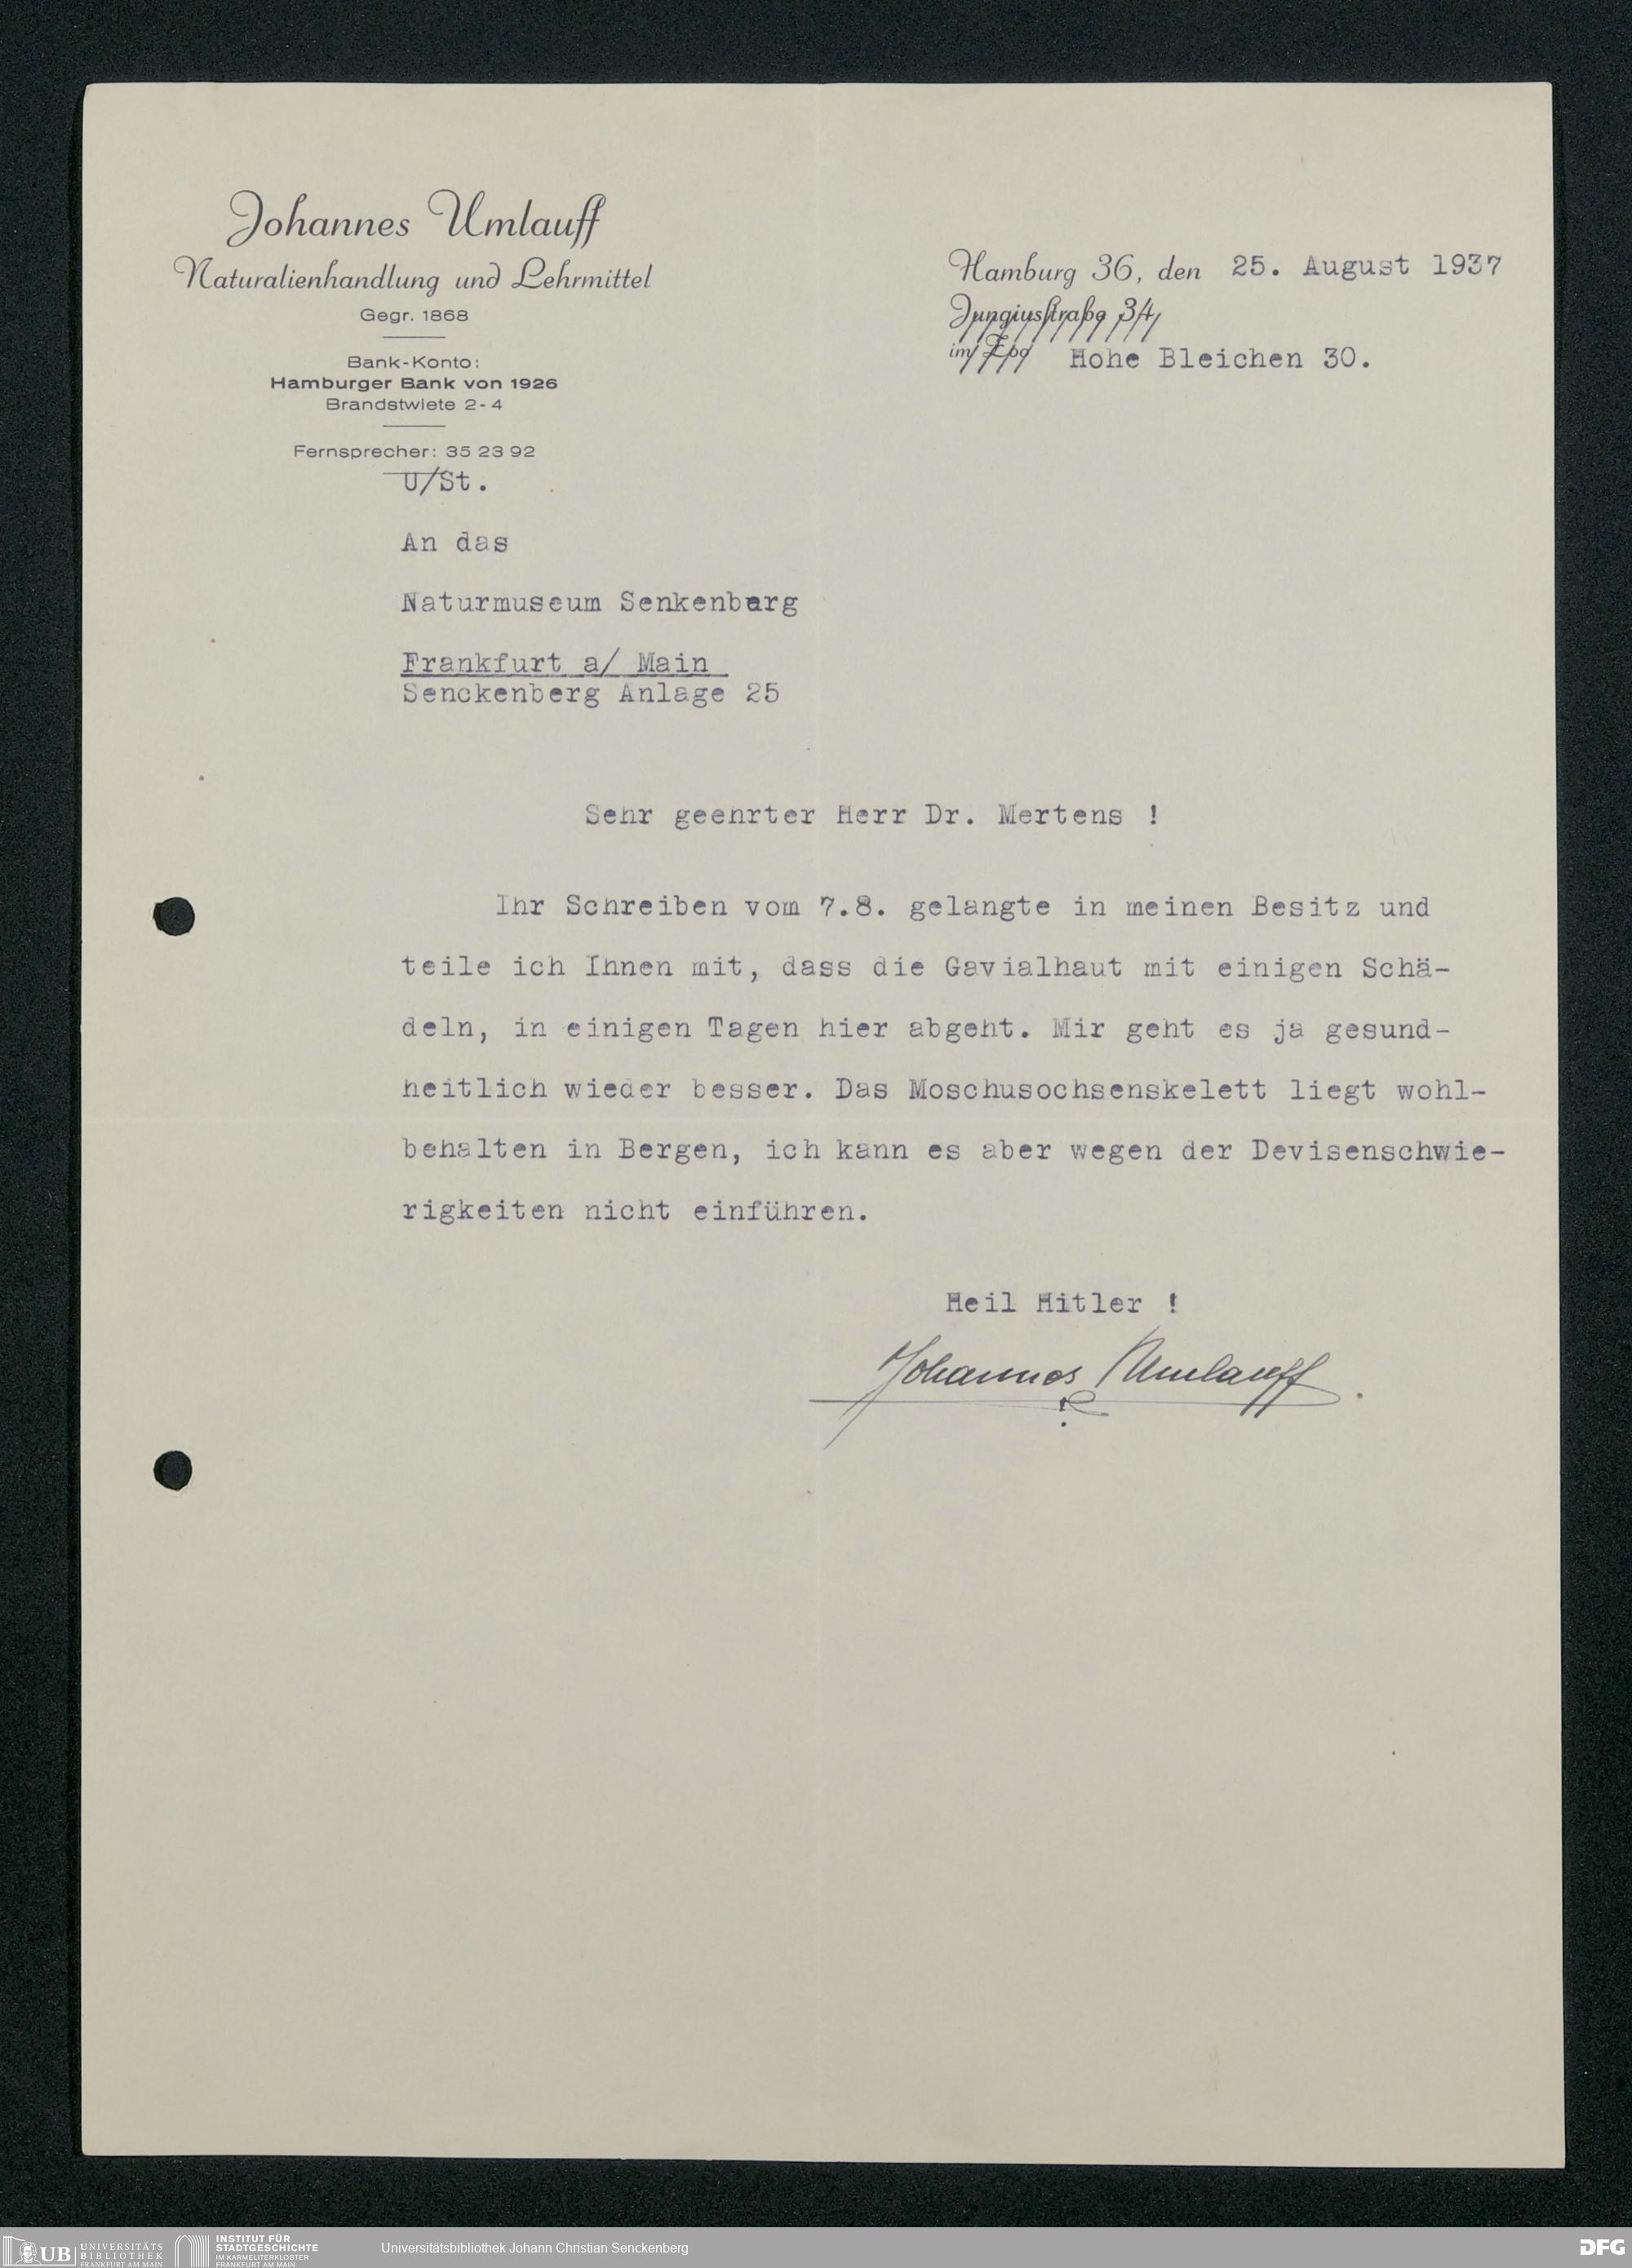 Johannes Umlauff
Naturalienhandlung und Lehrmittel
Gegr. 1868
Bank-Konto:
Hamburger Bank von 1926
Brandstwiete 2-4
Fernsprecher: 35 23 92
Hamburg 36, den 25. August 1937
Jungiusstraße 34,
im Zoo Hohe Bleichen 30.
U/St.
An das
Naturmuseum Senkenberg
Frankfurt a/ Main
Senckenberg Anlage 25
Sehr geehrter Herr Dr. Mertens !
Ihr Schreiben vom 7.8. gelangte in meinen Besitz und
teile ich Ihnen mit, dass die Gavialhaut mit einigen Schä-
deln, in einigen Tagen hier abgeht. Mir geht es ja gesund-
heitlich wieder besser. Das Moschusochsenskelett liegt wohl-
behalten in Bergen, ich kann es aber wegen der Devisenschwie-
rigkeiten nicht einführen.
Heil Hitler !
Johannes Umlauff
UB UNIVERSITÄTS
BIBLIOTHEK
FRANKFURT AM MAIN
INSTITUT FÜR
STADTGESCHICHTE
IM KARMELITERKLOSTER
FRANKFURT AM MAIN
Universitätsbibliothek Johann Christian Senckenberg
DFG